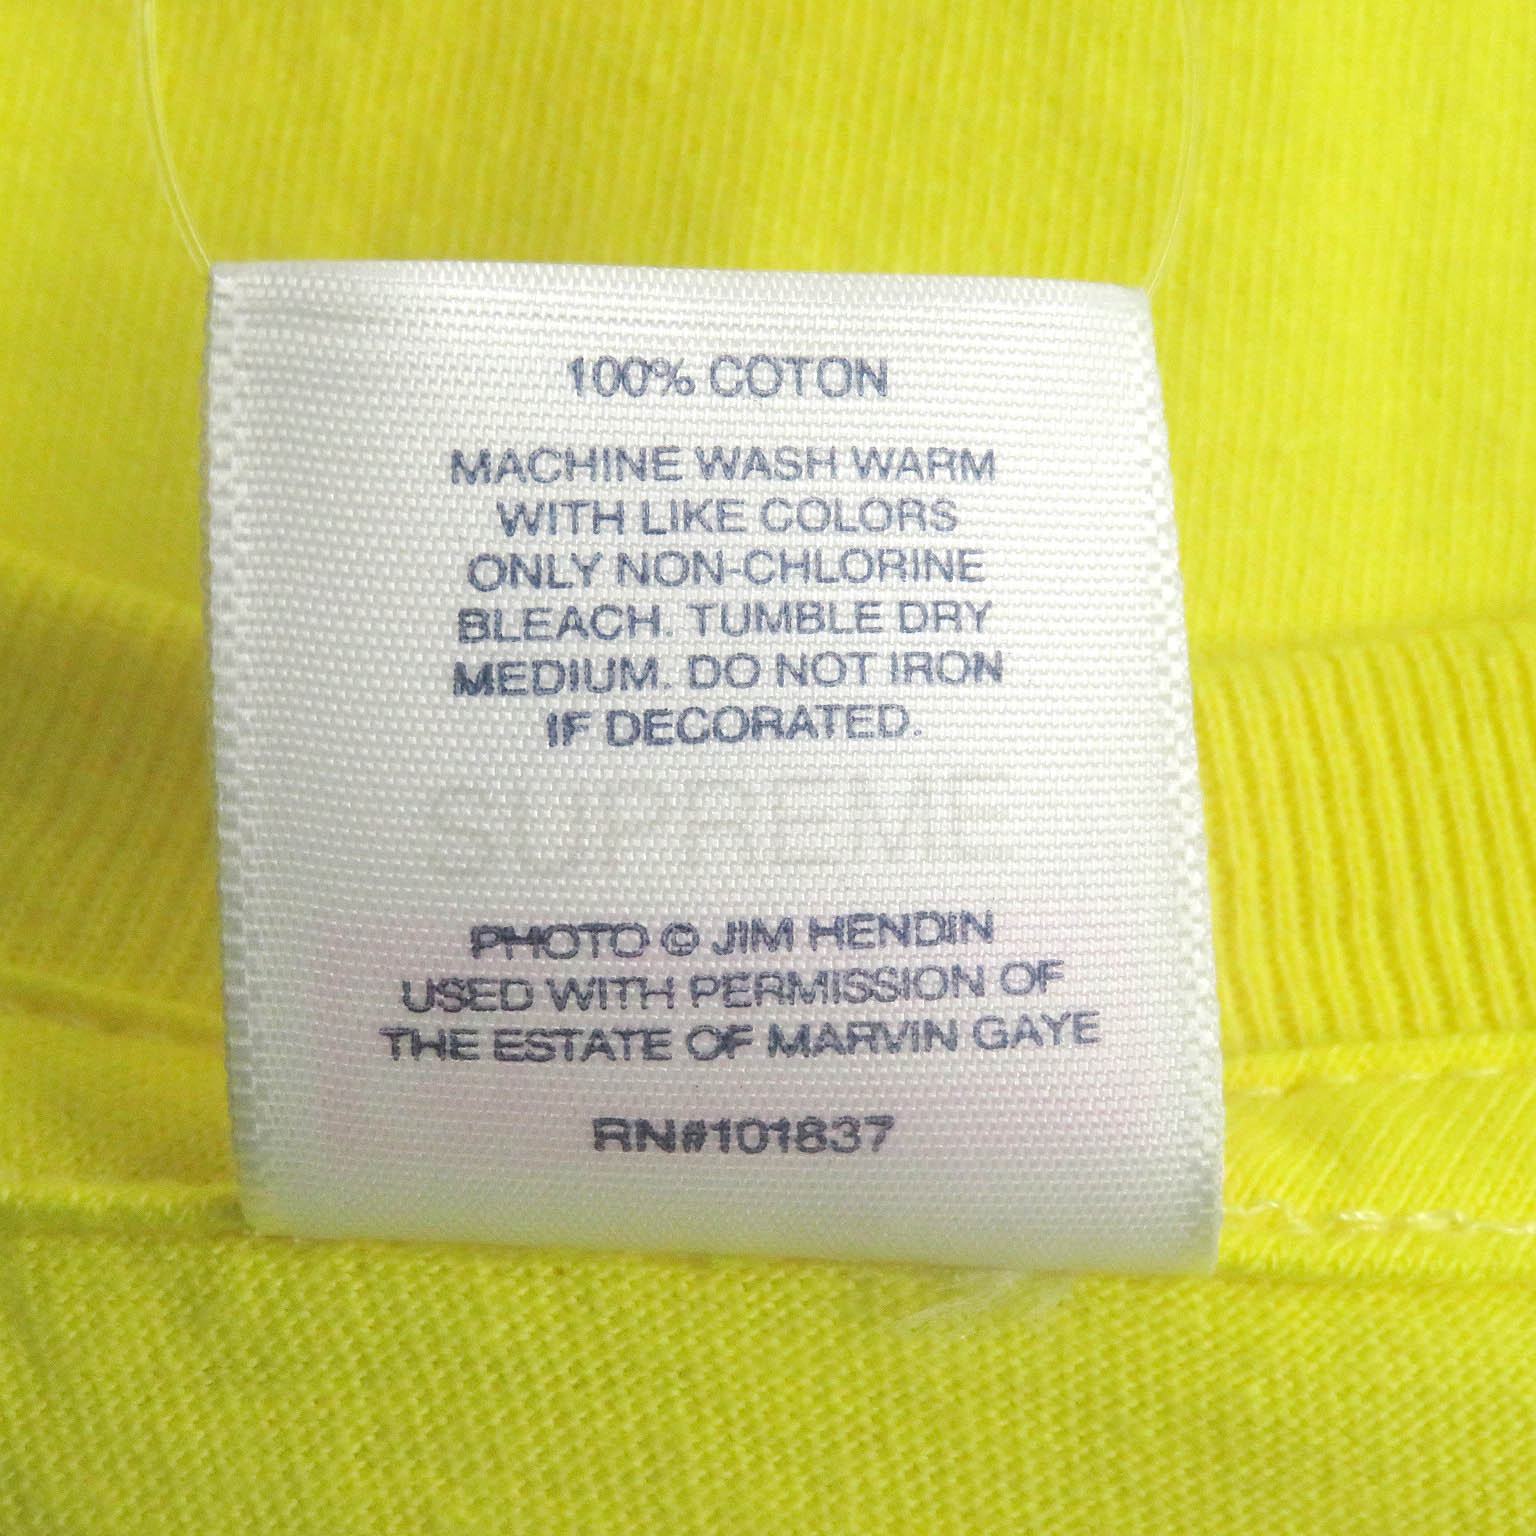 100% COTON
MACHINE WASH WARM
WITH LIKE COLORS
ONLY NON-CHLORINE
BLEACH. TUMBLE DRY
MEDIUM. DO NOT IRON
IF DECORATED.
SUPREME
PHOTO © JIM HENDIN
USED WITH PERMISSION OF
THE ESTATE OF MARVIN GAYE
RN#101837